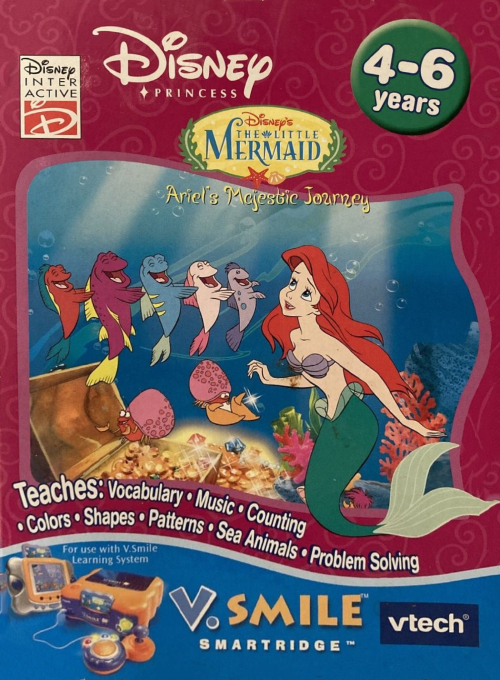 Disney
INTER
ACTIVE
D
Disney
PRINCESS
4-6
years
Disney's
THE LITTLE
MERMAID
Ariel's Majestic Journey
Teaches: Vocabulary • Music • Counting
• Colors • Shapes • Patterns • Sea Animals • Problem Solving
For use with V.Smile
Learning System
V.SMILE™
SMARTRIDGE™
vtech®